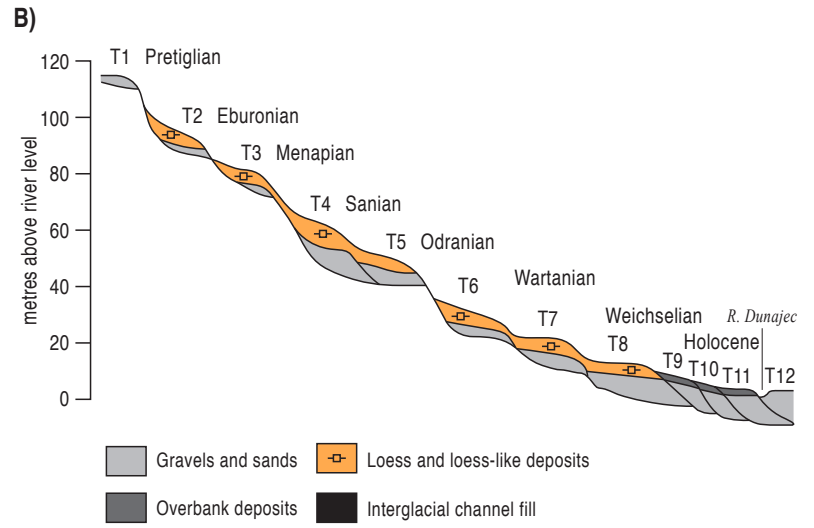 B)
metres above river level
120
100
80
60
40
20
0
T1 Pretiglian
T2 Eburonian
T3 Menapian
T4 Sanian
T5 Odranian
T6 Wartanian
T7
Weichselian
T8
R. Dunajec
Holocene
T9 T10 T11 T12
Gravels and sands
Loess and loess-like deposits
Overbank deposits
Interglacial channel fill